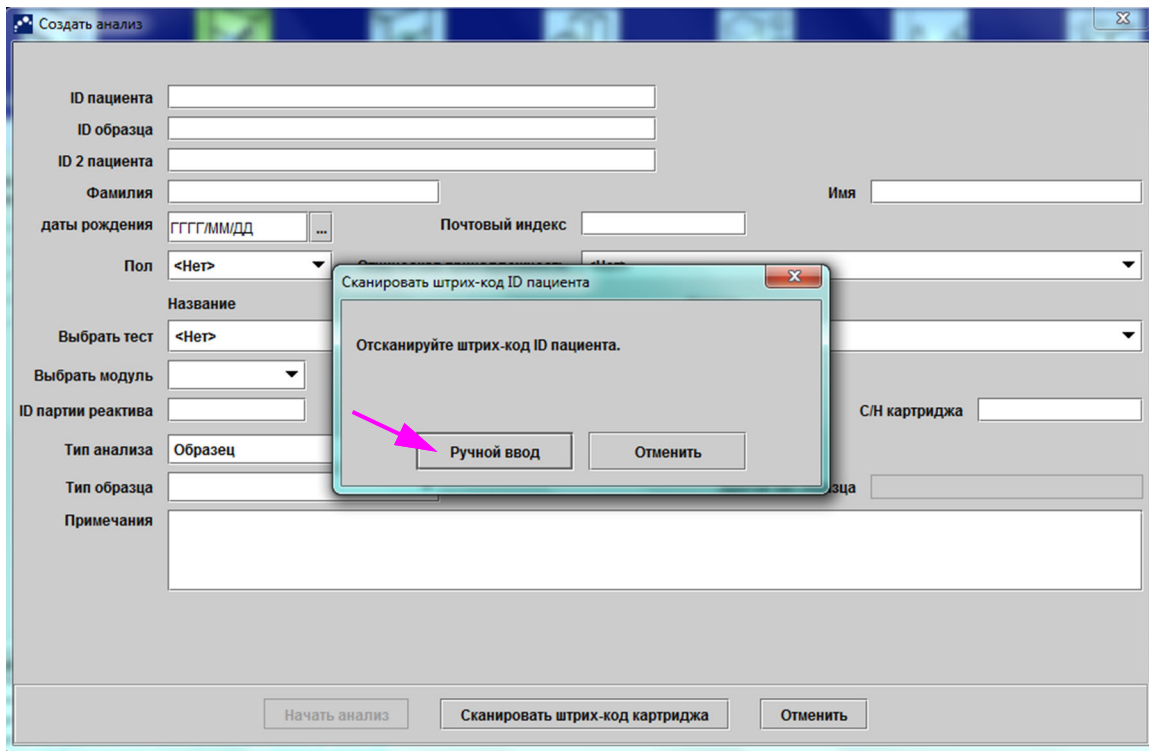 Создать анализ
ID пациента
ID образца
ID 2 пациента
Фамилия
Имя
даты рождения ГГГГ/ММ/ДД ... Почтовый индекс
Пол <Нет>
Сканировать штрих-код ID пациента
Название
Выбрать тест <Нет>
Отсканируйте штрих-код ID пациента.
Выбрать модуль
ID партии реактива
С/Н картриджа
Тип анализа Образец
Ручной ввод Отменить
Тип образца
Примечания
Начать анализ Сканировать штрих-код картриджа Отменить